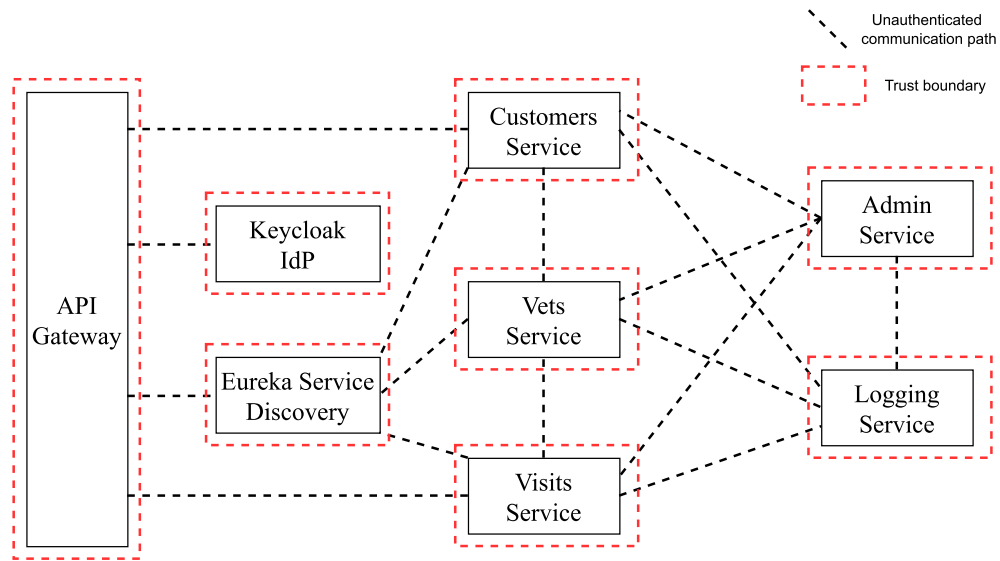 Unauthenticated
communication path
Trust boundary
API
Gateway
Keycloak
IdP
Eureka Service
Discovery
Customers
Service
Vets
Service
Visits
Service
Admin
Service
Logging
Service